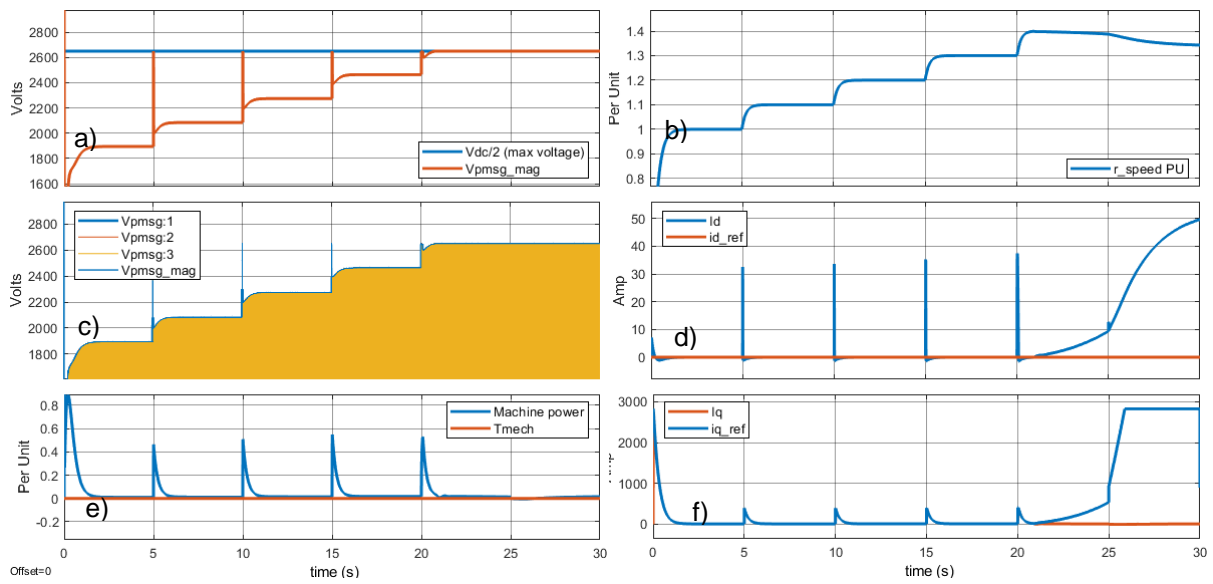 2800
2600
2400
2200
2000
1800
1600
Volts
a)
Vdc/2 (max voltage)
Vpmsg_mag
1.4
1.3
1.2
1.1
1
0.9
0.8
Per Unit
b)
r_speed PU
2800
2600
2400
2200
2000
1800
Volts
c)
Vpmsg:1
Vpmsg:2
Vpmsg:3
Vpmsg_mag
50
40
30
20
10
0
Amp
d)
Id
id_ref
0.8
0.6
0.4
0.2
0
-0.2
Per Unit
e)
Machine power
Tmech
0 5 10 15 20 25 30
time (s)
Offset=0
3000
2000
1000
0
f)
Iq
iq_ref
0 5 10 15 20 25 30
time (s)